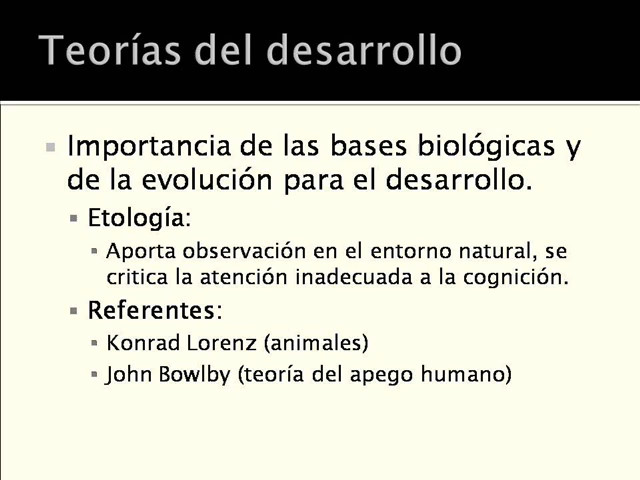 Teorías del desarrollo
Importancia de las bases biológicas y
de la evolución para el desarrollo.
Etología:
Aporta observación en el entorno natural, se
critica la atención inadecuada a la cognición.
Referentes:
Konrad Lorenz (animales)
John Bowlby (teoría del apego humano)